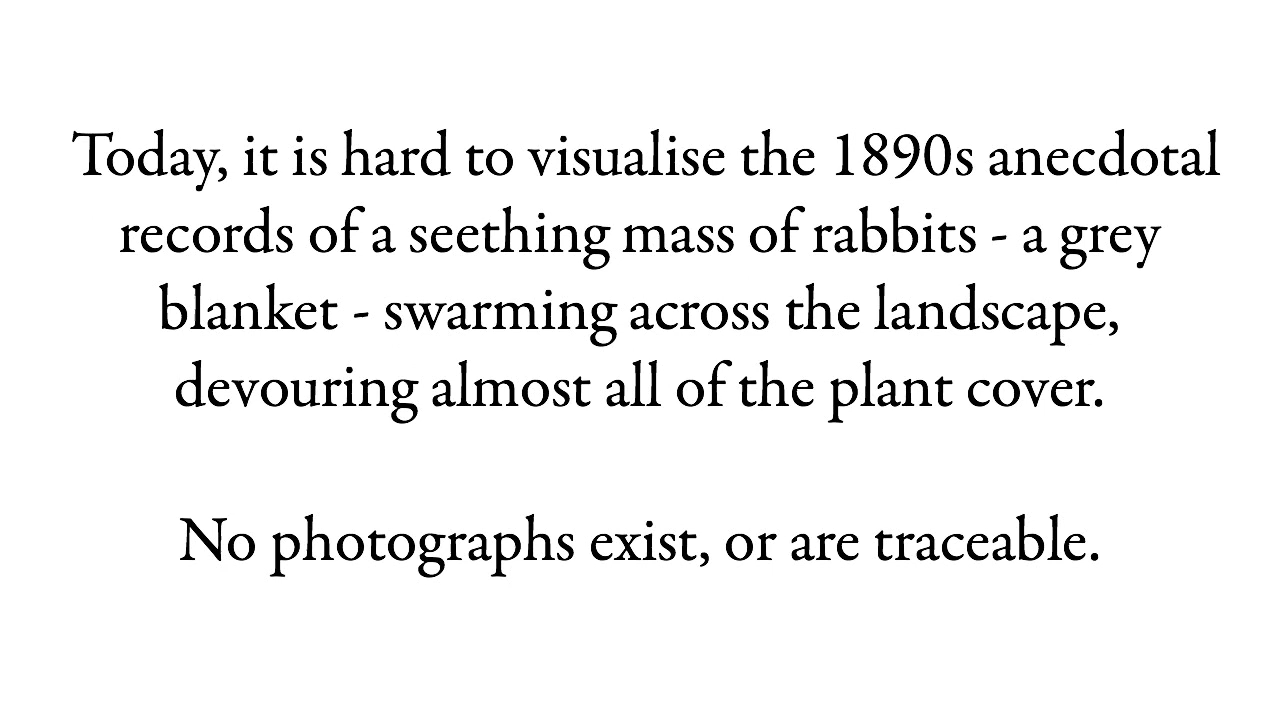 Today, it is hard to visualise the 1890s anecdotal
records of a seething mass of rabbits - a grey
blanket - swarming across the landscape,
devouring almost all of the plant cover.
No photographs exist, or are traceable.